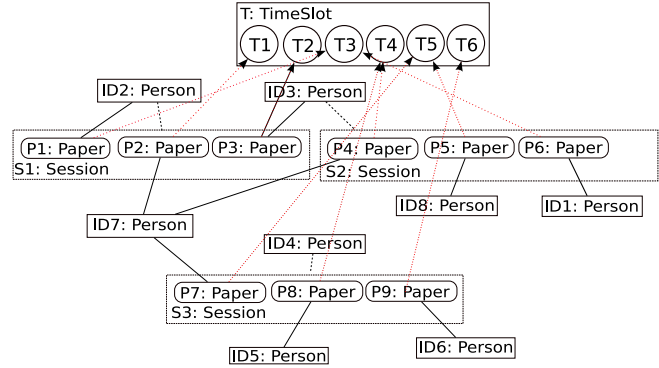 T: TimeSlot
T1 T2 T3 T4 T5 T6
ID2: Person
ID3: Person
P1: Paper P2: Paper P3: Paper
P4: Paper P5: Paper P6: Paper
S1: Session
S2: Session
ID7: Person
ID8: Person
ID1: Person
ID4: Person
P7: Paper P8: Paper P9: Paper
S3: Session
ID5: Person
ID6: Person